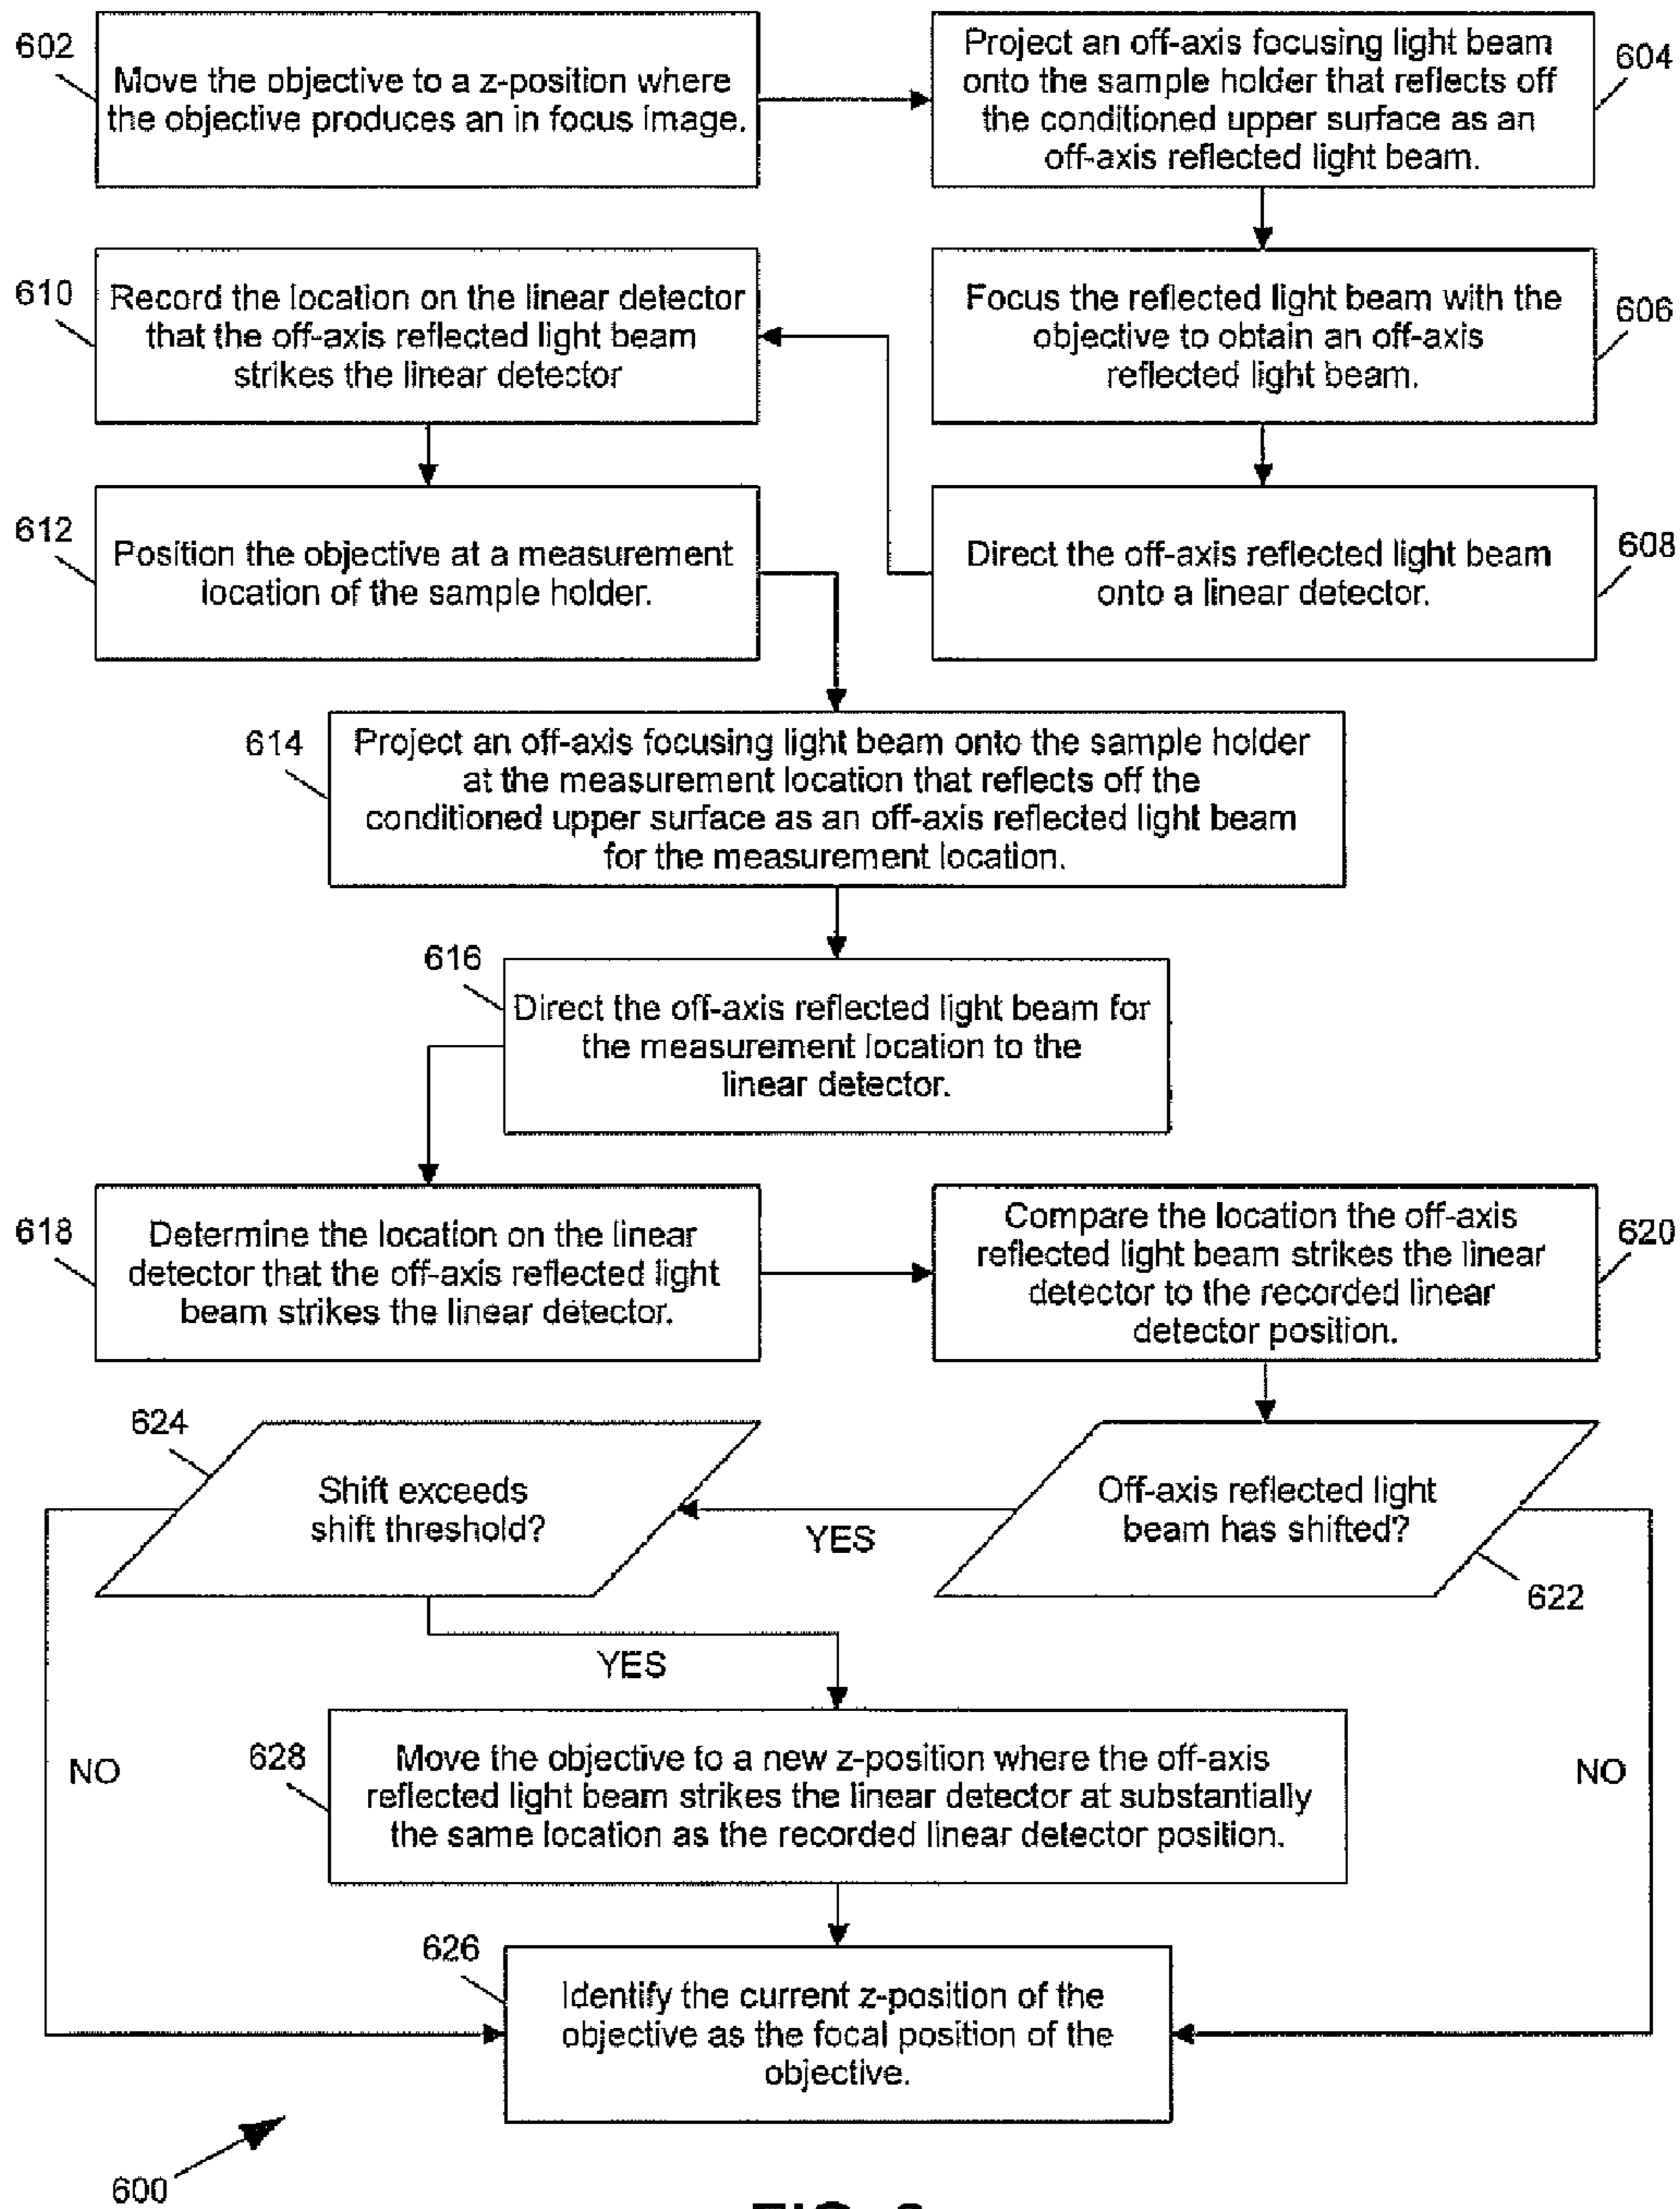 602
Move the objective to a z-position where
the objective produces an in focus image.
Project an off-axis focusing light beam
onto the sample holder that reflects off
the conditioned upper surface as an
off-axis reflected light beam.
604
610
Record the location on the linear detector
that the off-axis reflected light beam
strikes the linear detector
Focus the reflected light beam with the
objective to obtain an off-axis
reflected light beam.
606
612
Position the objective at a measurement
location of the sample holder.
Direct the off-axis reflected light beam
onto a linear detector.
608
614
Project an off-axis focusing light beam onto the sample holder
at the measurement location that reflects off the
conditioned upper surface as an off-axis reflected light beam
for the measurement location.
616
Direct the off-axis reflected light beam for
the measurement location to the
linear detector.
618
Determine the location on the linear
detector that the off-axis reflected light
beam strikes the linear detector.
Compare the location the off-axis
reflected light beam strikes the linear
detector to the recorded linear
detector position.
620
624
Shift exceeds
shift threshold?
YES
Off-axis reflected light
beam has shifted?
622
YES
NO
628
Move the objective to a new z-position where the off-axis
reflected light beam strikes the linear detector at substantially
the same location as the recorded linear detector position.
NO
626
Identify the current z-position of the
objective as the focal position of the
objective.
600